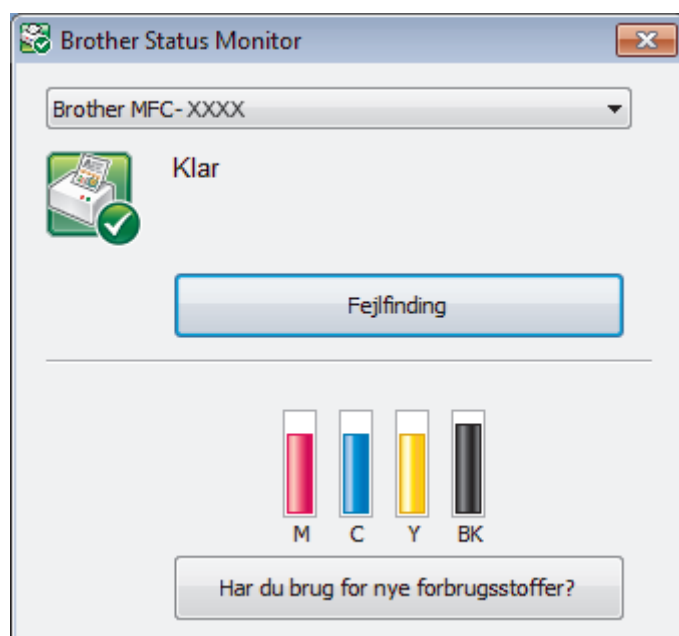 Brother Status Monitor
Brother MFC- XXXX
Klar
Fejlfinding
M C Y BK
Har du brug for nye forbrugsstoffer?